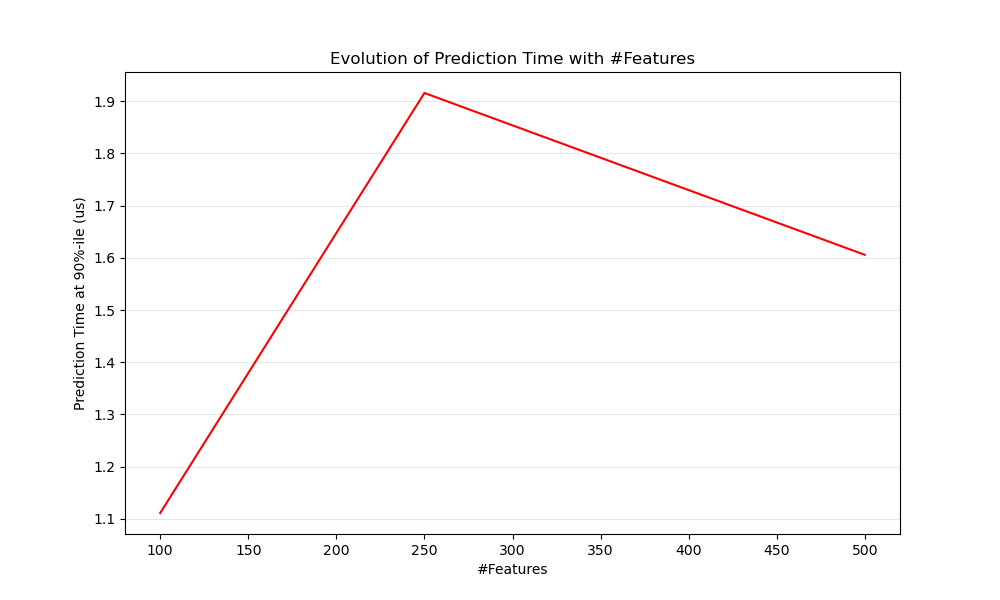 Evolution of Prediction Time with #Features
Prediction Time at 90%-ile (us)
1.9
1.8
1.7
1.6
1.5
1.4
1.3
1.2
1.1
100 150 200 250 300 350 400 450 500
#Features